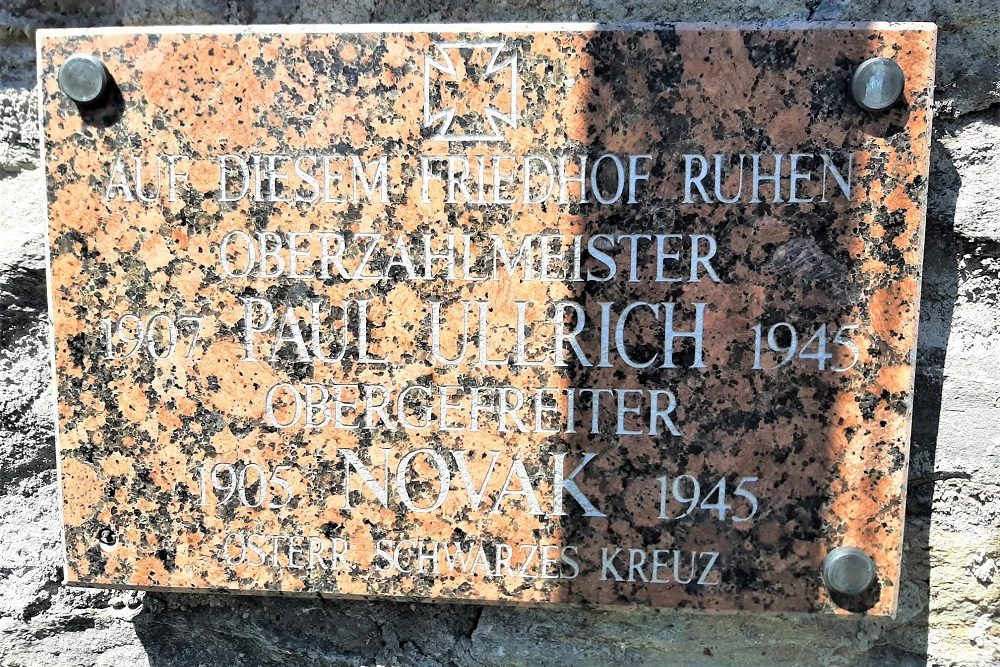 AUF DIESEM FRIEDHOF RUHEN
OBERZAHLMEISTER
1907 PAUL ULLRICH 1945
OBERGEFREITER
1905 NOVAK 1945
ÖSTERR. SCHWARZES KREUZ